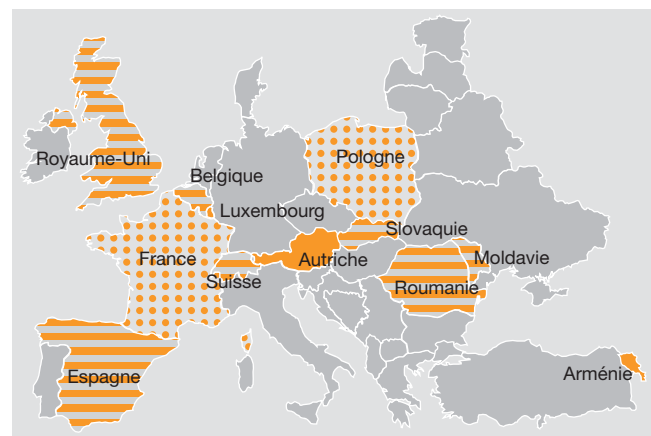 Royaume-Uni
Pologne
Belgique
Luxembourg
Slovaquie
France
Autriche
Moldavie
Suisse
Roumanie
Espagne
Arménie